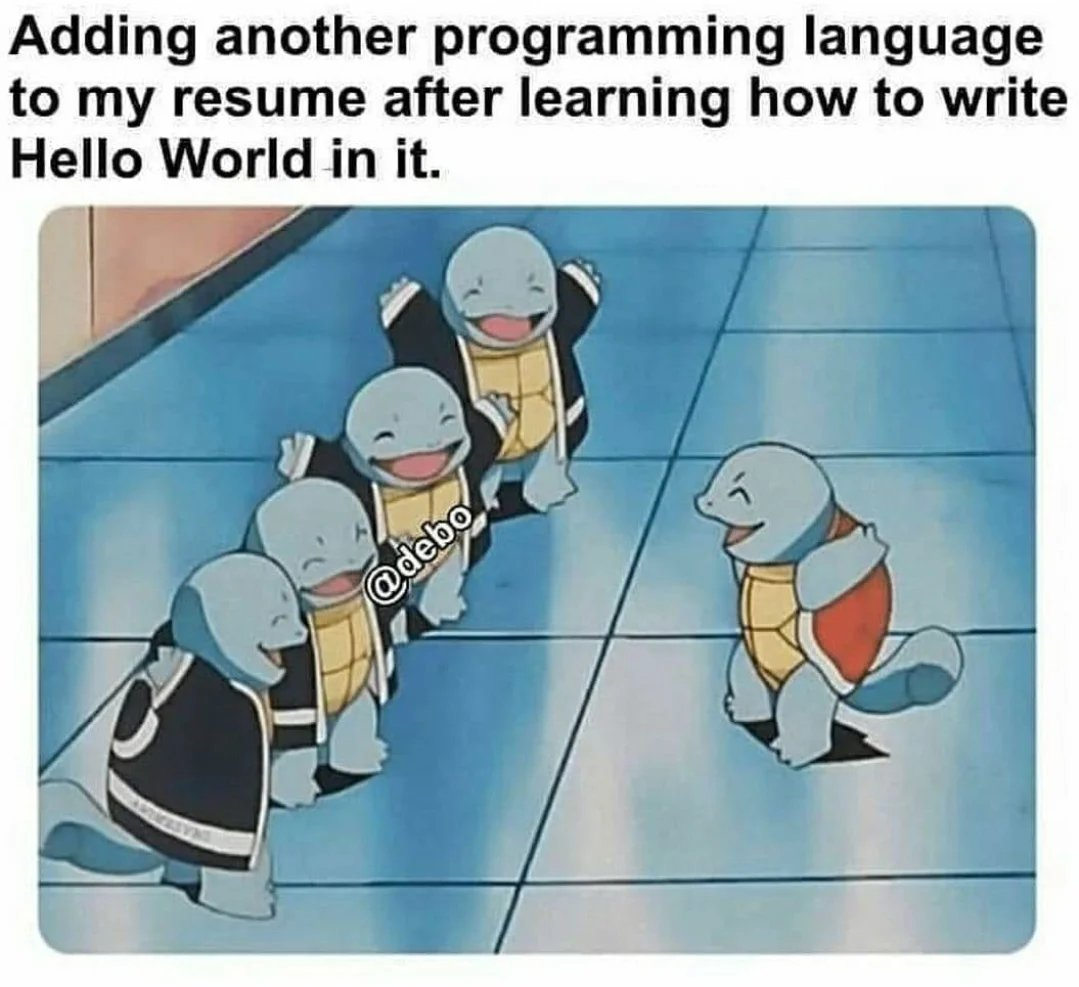 Adding another programming language
to my resume after learning how to write
Hello World in it.
@debo